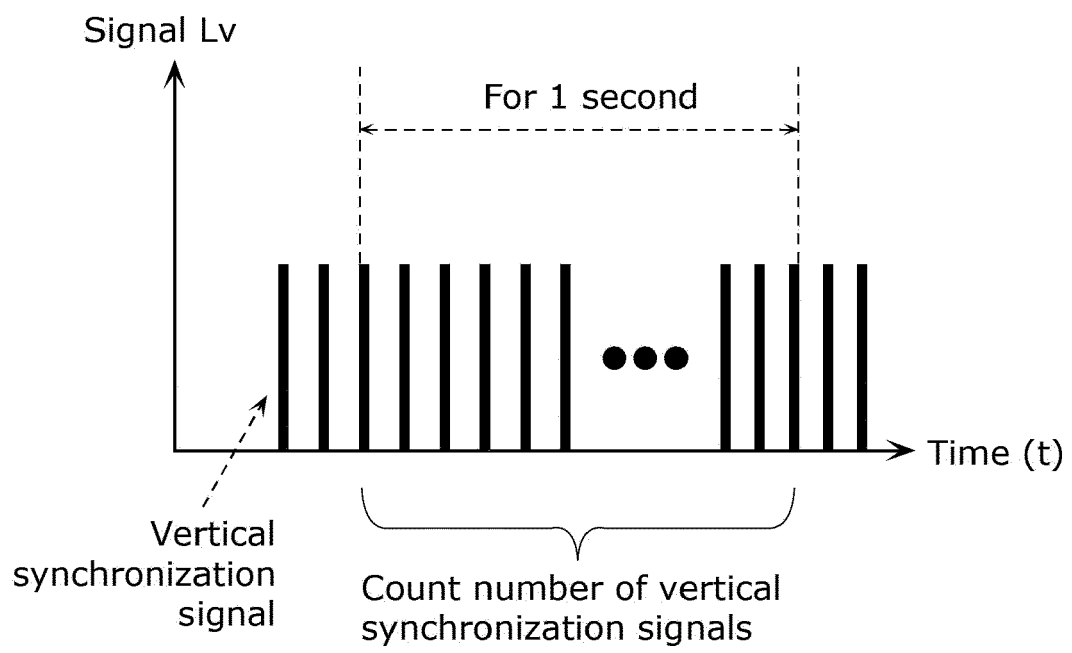 Signal Lv
For 1 second
Time (t)
Vertical
synchronization
signal
Count number of vertical
synchronization signals